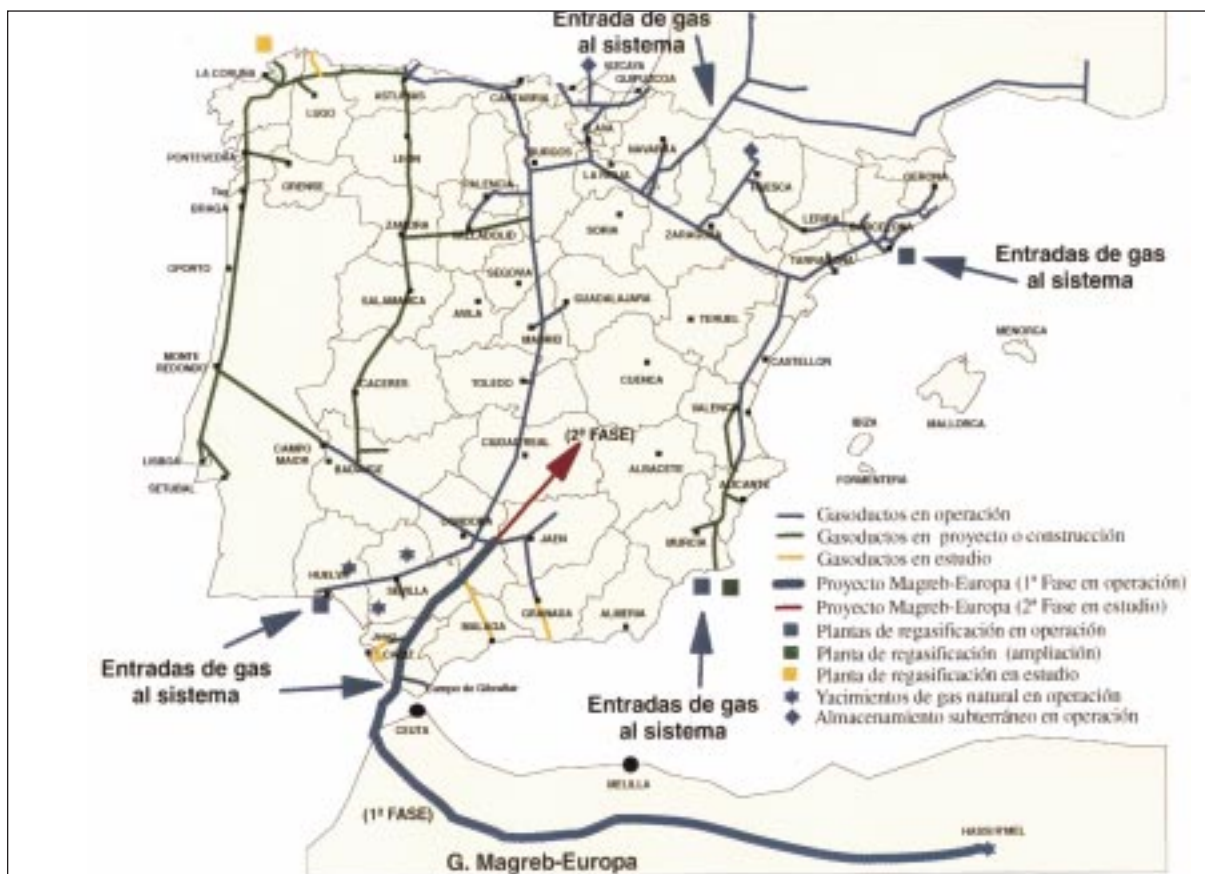 Entrada de gas
al sistema
LA CORUÑA
LUGO
ASTURIAS
CANTABRIA
VIZCAYA
GUIPUZCOA
ALAVA
NAVARRA
BURGOS
LA RIOJA
PONTEVEDRA
ORENSE
LEON
PALENCIA
HUESCA
GERONA
Tuy
BRAGA
ZAMORA
VALLADOLID
SORIA
ZARAGOZA
LERIDA
BARCELONA
TARRAGONA
OPORTO
SEGOVIA
Entradas de gas
al sistema
SALAMANCA
AVILA
GUADALAJARA
MADRID
TERUEL
MENORCA
MONTE
REDONDO
CACERES
TOLEDO
CUENCA
CASTELLON
MALLORCA
VALENCIA
IBIZA
FORMENTERA
LISBOA
SETUBAL
CAMPO
MAIOR
BADAJOZ
CIUDAD REAL
(2ª FASE)
ALBACETE
ALICANTE
CORDOBA
JAEN
MURCIA
HUELVA
SEVILLA
GRANADA
MALAGA
ALMERIA
CADIZ
Campo de Gibraltar
Entradas de gas
al sistema
Entradas de gas
al sistema
CEUTA
MELILLA
(1ª FASE)
HASSI R'MEL
G. Magreb-Europa
Gasoductos en operación
Gasoductos en proyecto o construcción
Gasoductos en estudio
Proyecto Magreb-Europa (1ª Fase en operación)
Proyecto Magreb-Europa (2ª Fase en estudio)
Plantas de regasificación en operación
Planta de regasificación (ampliación)
Planta de regasificación en estudio
Yacimientos de gas natural en operación
Almacenamiento subterráneo en operación